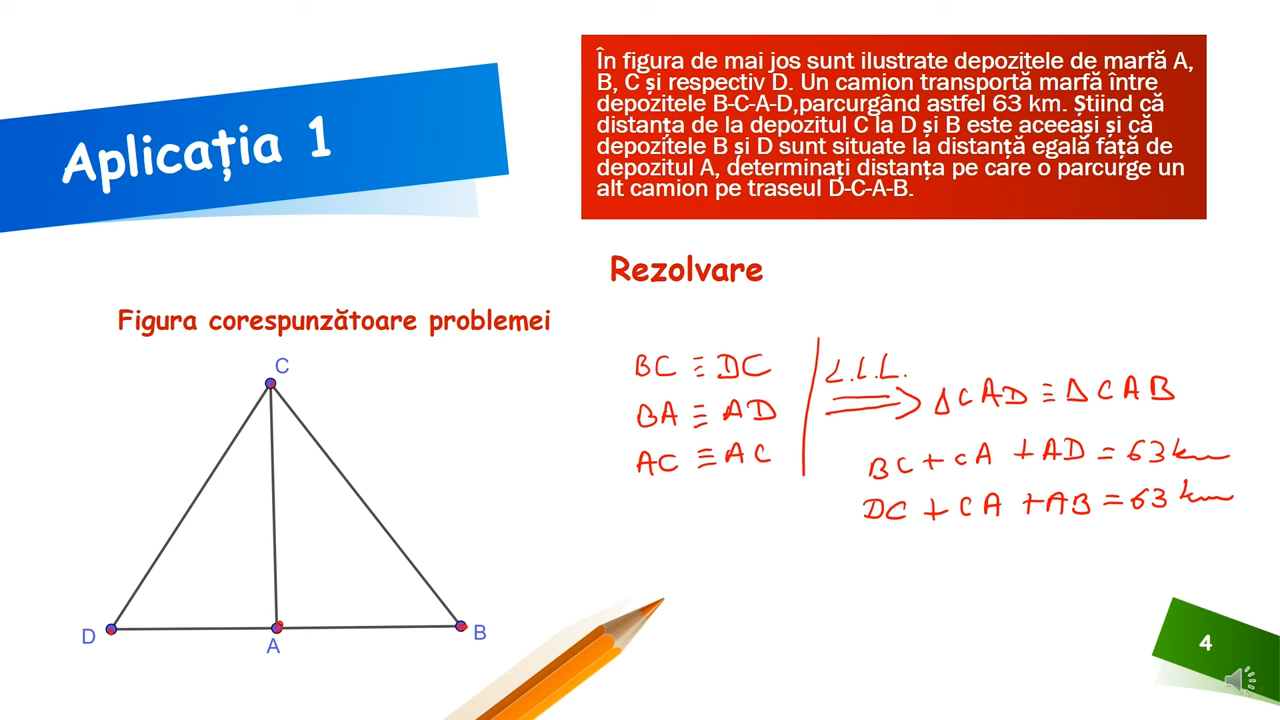 Aplicația 1
În figura de mai jos sunt ilustrate depozitele de marfă A,
B, C și respectiv D. Un camion transportă marfă între
depozitele B-C-A-D,parcurgând astfel 63 km. Știind că
distanța de la depozitul C la D și B este aceeași și că
depozitele B și D sunt situate la distanță egală față de
depozitul A, determinați distanța pe care o parcurge un
alt camion pe traseul D-C-A-B.
Rezolvare
Figura corespunzătoare problemei
C
D
A
B
BC ≡ DC
BA ≡ AD
AC ≡ AC
L.L.L.
⟹ ΔCAD ≡ ΔCAB
BC + CA + AD = 63 km
DC + CA + AB = 63 km
4